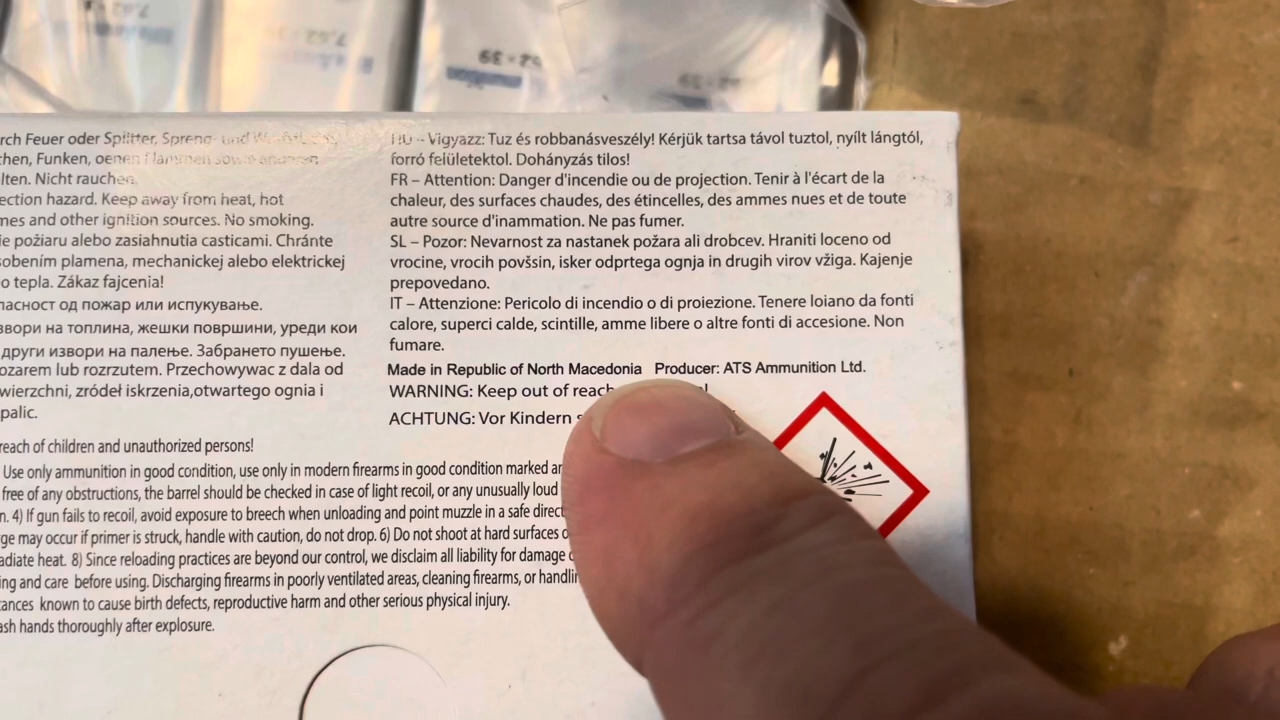 7,62×39
rch Feuer oder Splitter, Spreng- und
chen, Funken, oenen Flammen sowie anderen
lten. Nicht rauchen.
ection hazard. Keep away from heat, hot
mes and other ignition sources. No smoking.
ie požiaru alebo zasiahnutia casticami. Chránte
sobením plamena, mechanickej alebo elektrickej
o tepla. Zákaz fajcenia!
пасност од пожар или испукување.
звори на топлина, жешки површини, уреди кои
други извори на палење. Забрането пушење.
ozarem lub rozrzutem. Przechowywac z dala od
wierzchni, zródeł iskrzenia,otwartego ognia i
palic.
HU – Vigyazz: Tuz és robbanásveszély! Kérjük tartsa távol tuztol, nyílt lángtól,
forró felületektol. Dohányzás tilos!
FR – Attention: Danger d'incendie ou de projection. Tenir à l'écart de la
chaleur, des surfaces chaudes, des étincelles, des ammes nues et de toute
autre source d'inammation. Ne pas fumer.
SL – Pozor: Nevarnost za nastanek požara ali drobcev. Hraniti loceno od
vrocine, vrocih povšsin, isker odprtega ognja in drugih virov vžiga. Kajenje
prepovedano.
IT – Attenzione: Pericolo di incendio o di proiezione. Tenere loiano da fonti
calore, superci calde, scintille, amme libere o altre fonti di accesione. Non
fumare.
Made in Republic of North Macedonia Producer: ATS Ammunition Ltd.
WARNING: Keep out of reach
ACHTUNG: Vor Kindern
reach of children and unauthorized persons!
Use only ammunition in good condition, use only in modern firearms in good condition marked
free of any obstructions, the barrel should be checked in case of light recoil, or any unusually loud
n. 4) If gun fails to recoil, avoid exposure to breech when unloading and point muzzle in a safe direct
ge may occur if primer is struck, handle with caution, do not drop. 6) Do not shoot at hard surfaces
adiate heat. 8) Since reloading practices are beyond our control, we disclaim all liability for damage
ing and care before using. Discharging firearms in poorly ventilated areas, cleaning firearms, or handlin
tances known to cause birth defects, reproductive harm and other serious physical injury.
ash hands thoroughly after explosure.